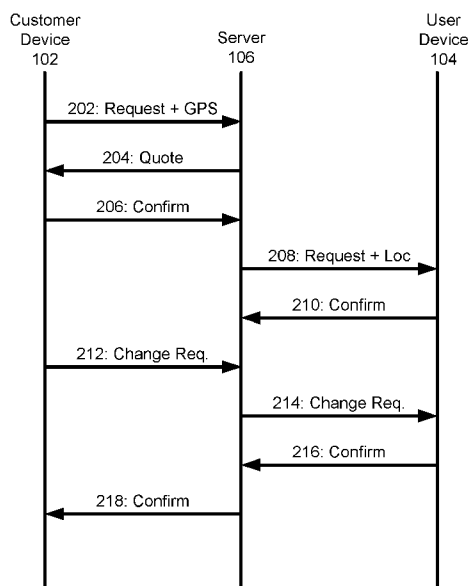 Customer
Device
102
Server
106
User
Device
104
202: Request + GPS
204: Quote
206: Confirm
208: Request + Loc
210: Confirm
212: Change Req.
214: Change Req.
216: Confirm
218: Confirm